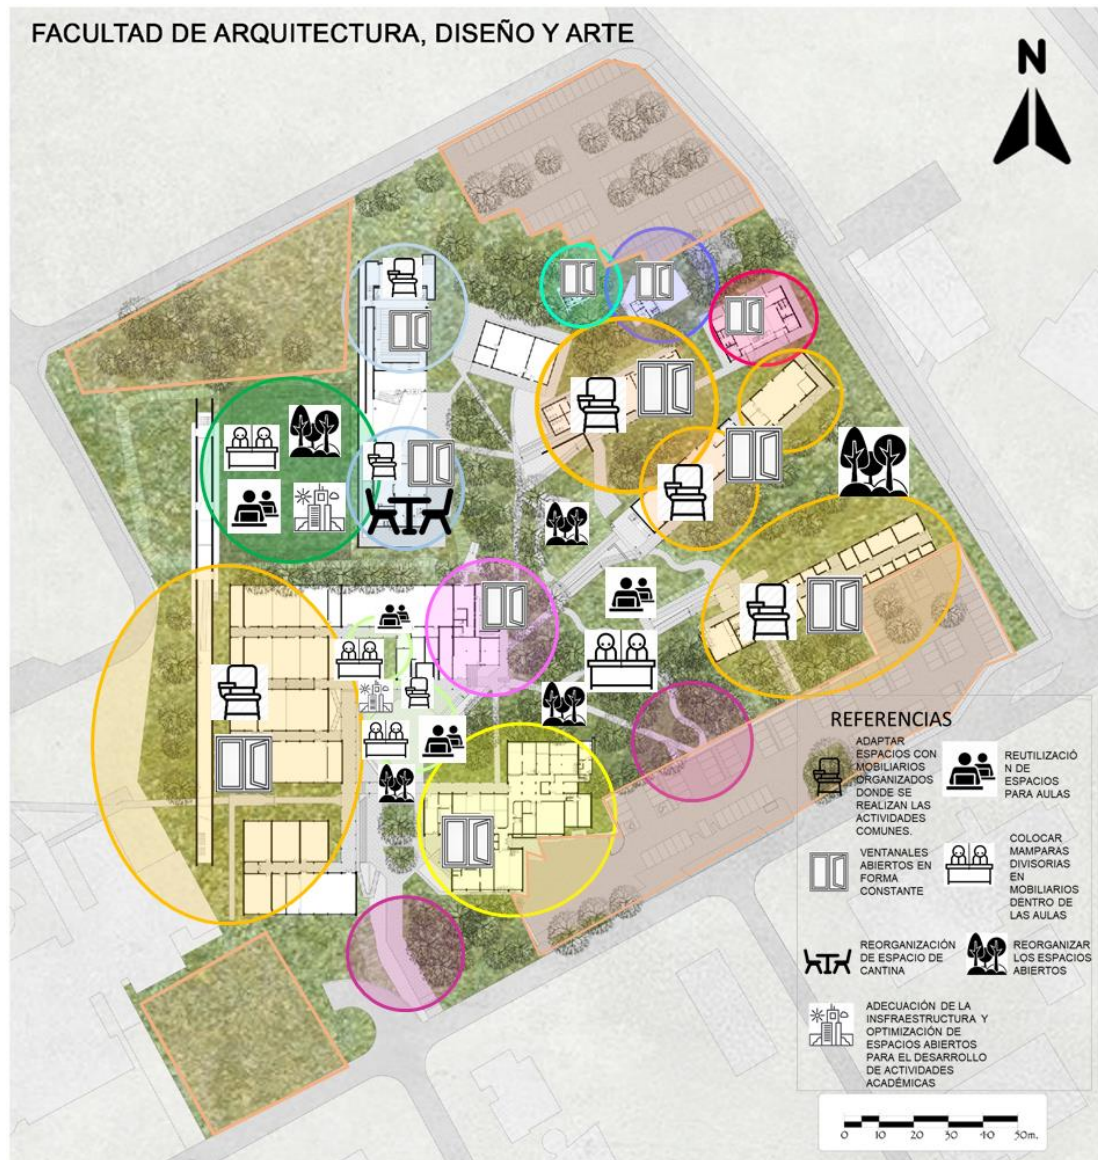 FACULTAD DE ARQUITECTURA, DISEÑO Y ARTE
N
REFERENCIAS
ADAPTAR
ESPACIOS CON
MOBILIARIOS
ORGANIZADOS
DONDE SE
REALIZAN LAS
ACTIVIDADES
COMUNES.
REUTILIZACIÓ
N DE
ESPACIOS
PARA AULAS
VENTANALES
ABIERTOS EN
FORMA
CONSTANTE
COLOCAR
MAMPARAS
DIVISORIAS
EN
MOBILIARIOS
DENTRO DE
LAS AULAS
REORGANIZACIÓN
DE ESPACIO DE
CANTINA
REORGANIZAR
LOS ESPACIOS
ABIERTOS
ADECUACIÓN DE LA
INSFRAESTRUCTURA Y
OPTIMIZACIÓN DE
ESPACIOS ABIERTOS
PARA EL DESARROLLO
DE ACTIVIDADES
ACADÉMICAS
0 10 20 30 40 50m.